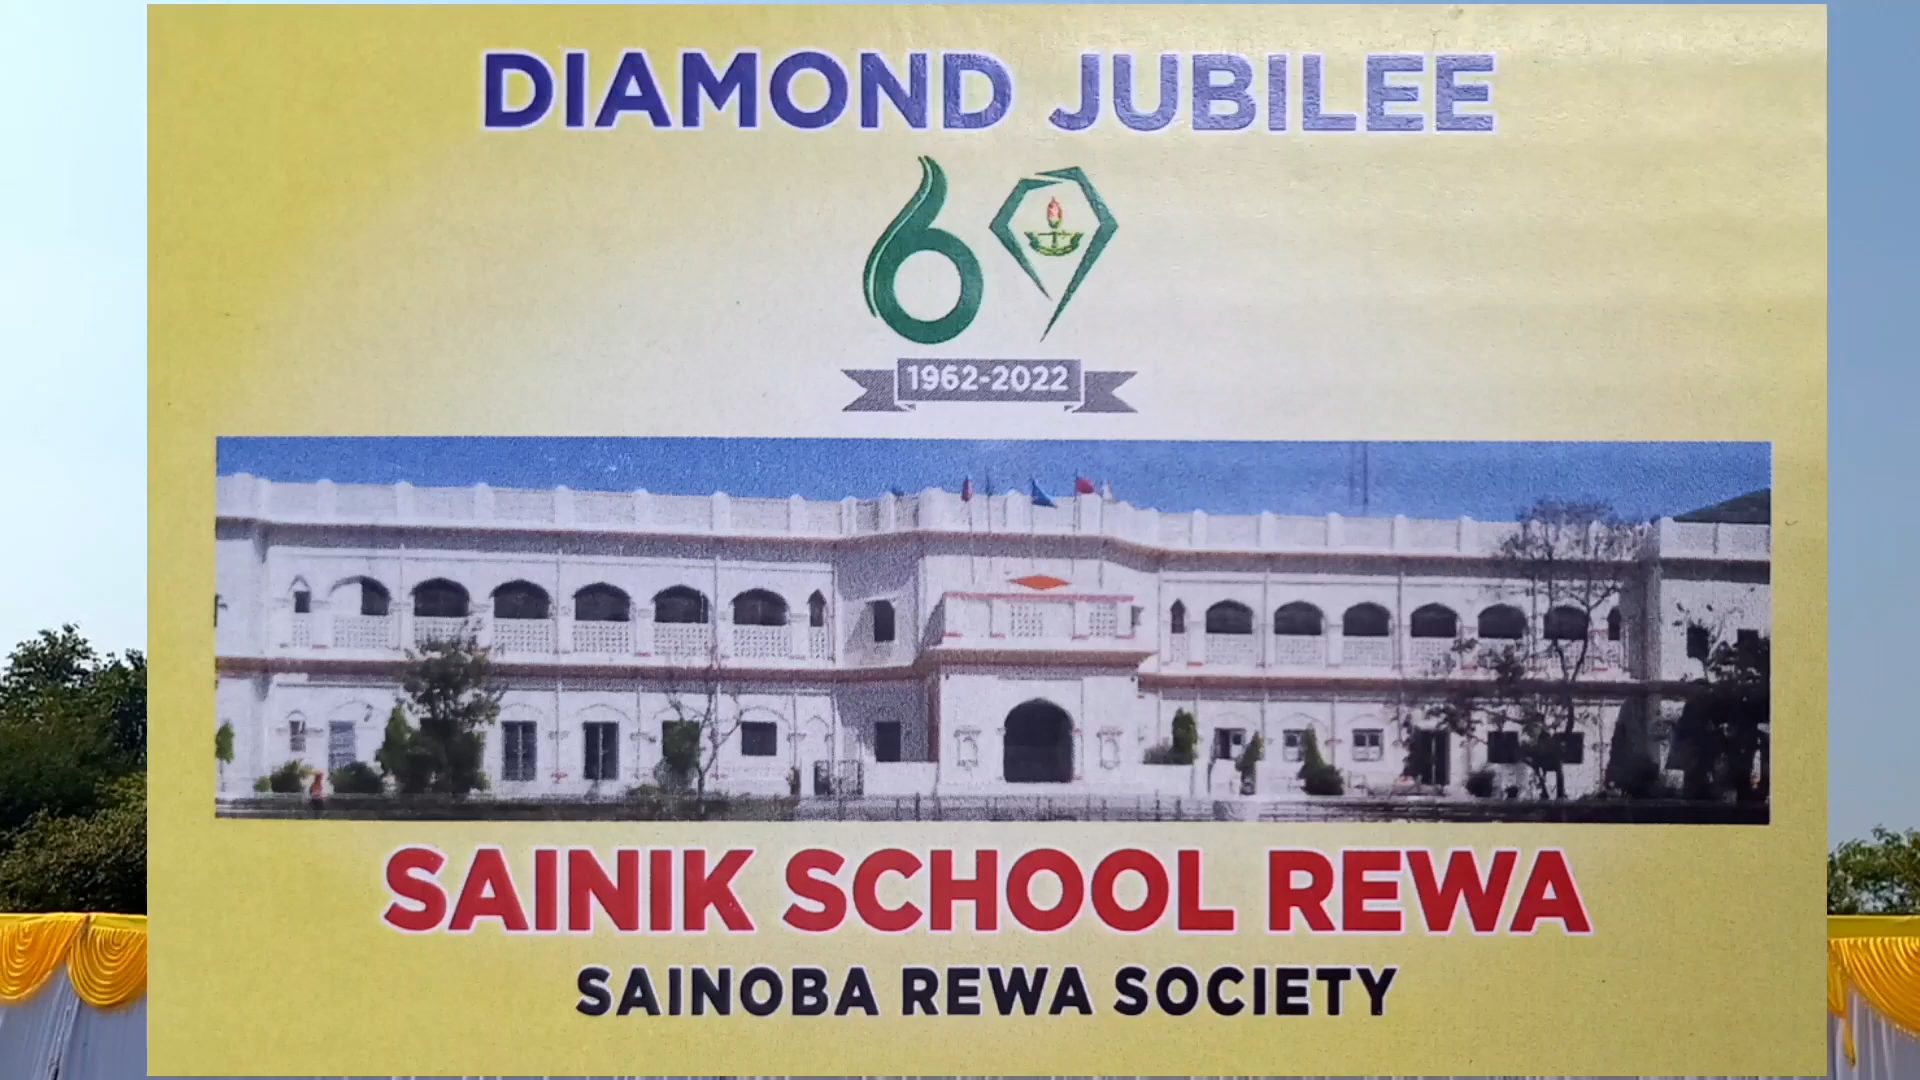 DIAMOND JUBILEE
60
1962-2022
SAINIK SCHOOL REWA
SAINOBA REWA SOCIETY